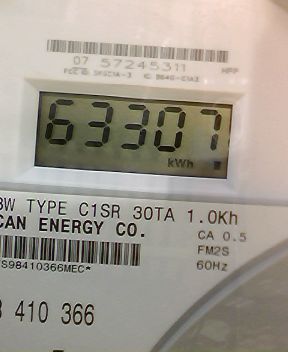 07 57245311
HPP
63307
kWh
3W TYPE C1SR 30TA 1.0Kh
CAN ENERGY CO.
CA 0.5
FM2S
60Hz
S98410366MEC*
410 366